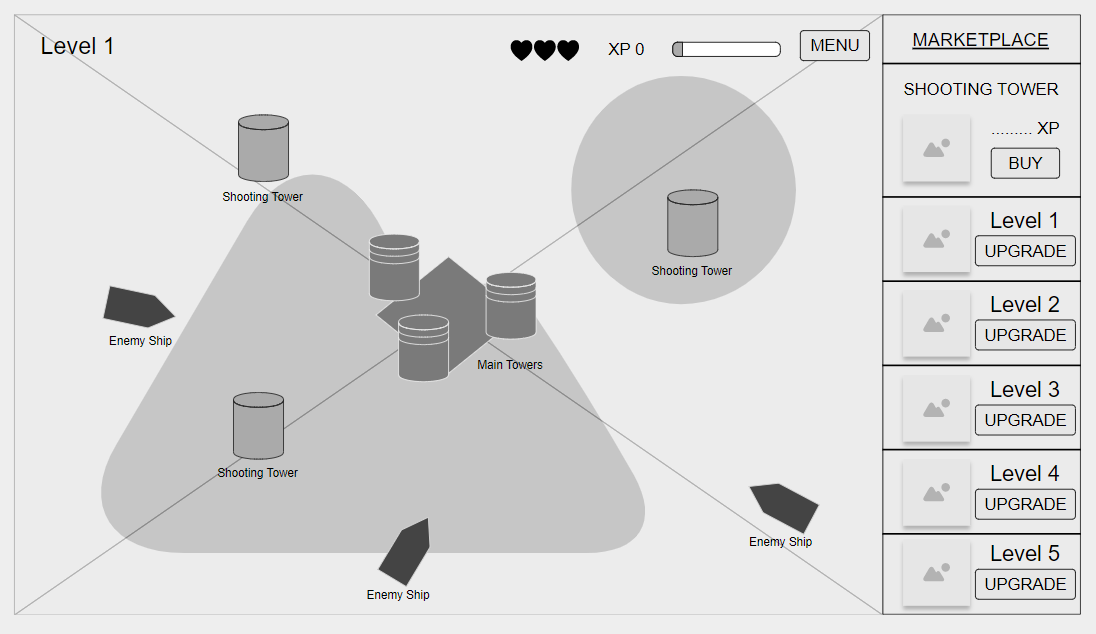 Level 1
XP 0
MENU
MARKETPLACE
SHOOTING TOWER
......... XP
BUY
Level 1
UPGRADE
Level 2
UPGRADE
Level 3
UPGRADE
Level 4
UPGRADE
Level 5
UPGRADE
Shooting Tower
Shooting Tower
Enemy Ship
Main Towers
Shooting Tower
Enemy Ship
Enemy Ship